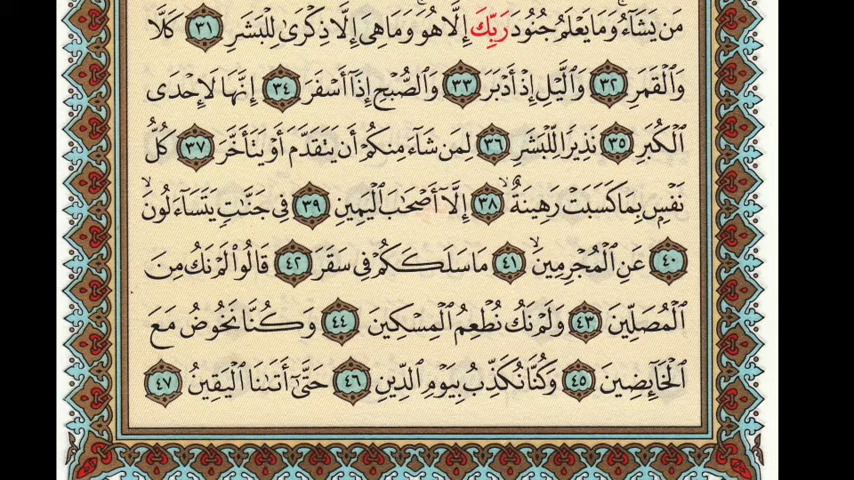 مَن يَشَآءُ ۚ وَمَا يَعْلَمُ جُنُودَ رَبِّكَ إِلَّا هُوَ ۚ وَمَا هِىَ إِلَّا ذِكْرَىٰ لِلْبَشَرِ ٣١ كَلَّا
وَٱلْقَمَرِ ٣٢ وَٱلَّيْلِ إِذْ أَدْبَرَ ٣٣ وَٱلصُّبْحِ إِذَآ أَسْفَرَ ٣٤ إِنَّهَا لَإِحْدَى
ٱلْكُبَرِ ٣٥ نَذِيرًا لِّلْبَشَرِ ٣٦ لِمَن شَآءَ مِنكُمْ أَن يَتَقَدَّمَ أَوْ يَتَأَخَّرَ ٣٧ كُلُّ
نَفْسٍۭ بِمَا كَسَبَتْ رَهِينَةٌ ۙ ٣٨ إِلَّآ أَصْحَٰبَ ٱلْيَمِينِ ٣٩ فِى جَنَّٰتٍ يَتَسَآءَلُونَ ۙ
٤٠ عَنِ ٱلْمُجْرِمِينَ ۙ ٤١ مَا سَلَكَكُمْ فِى سَقَرَ ٤٢ قَالُوا۟ لَمْ نَكُ مِنَ
ٱلْمُصَلِّينَ ٤٣ وَلَمْ نَكُ نُطْعِمُ ٱلْمِسْكِينَ ٤٤ وَكُنَّا نَخُوضُ مَعَ
ٱلْخَآئِضِينَ ٤٥ وَكُنَّا نُكَذِّبُ بِيَوْمِ ٱلدِّينِ ٤٦ حَتَّىٰٓ أَتَىٰنَا ٱلْيَقِينُ ٤٧